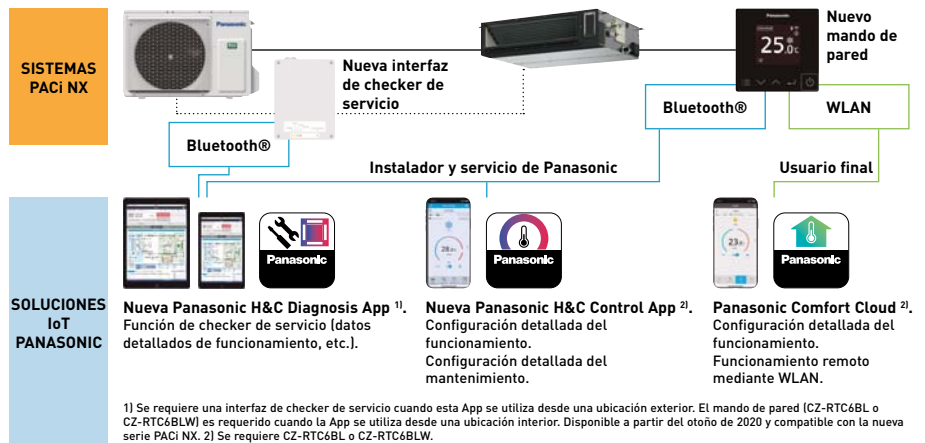 SISTEMAS
PACi NX
Panasonic
Nueva interfaz
de checker de
servicio
Panasonic
25.0c
Nuevo
mando de
pared
Bluetooth®
Bluetooth®
WLAN
Instalador y servicio de Panasonic
Usuario final
SOLUCIONES
IoT
PANASONIC
Panasonic
Panasonic
Panasonic
Nueva Panasonic H&C Diagnosis App 1).
Función de checker de servicio (datos
detallados de funcionamiento, etc.).
Nueva Panasonic H&C Control App 2).
Configuración detallada del
funcionamiento.
Configuración detallada del
mantenimiento.
Panasonic Comfort Cloud 2).
Configuración detallada del
funcionamiento.
Funcionamiento remoto
mediante WLAN.
1) Se requiere una interfaz de checker de servicio cuando esta App se utiliza desde una ubicación exterior. El mando de pared (CZ-RTC6BL o
CZ-RTC6BLW) es requerido cuando la App se utiliza desde una ubicación interior. Disponible a partir del otoño de 2020 y compatible con la nueva
serie PACi NX. 2) Se requiere CZ-RTC6BL o CZ-RTC6BLW.